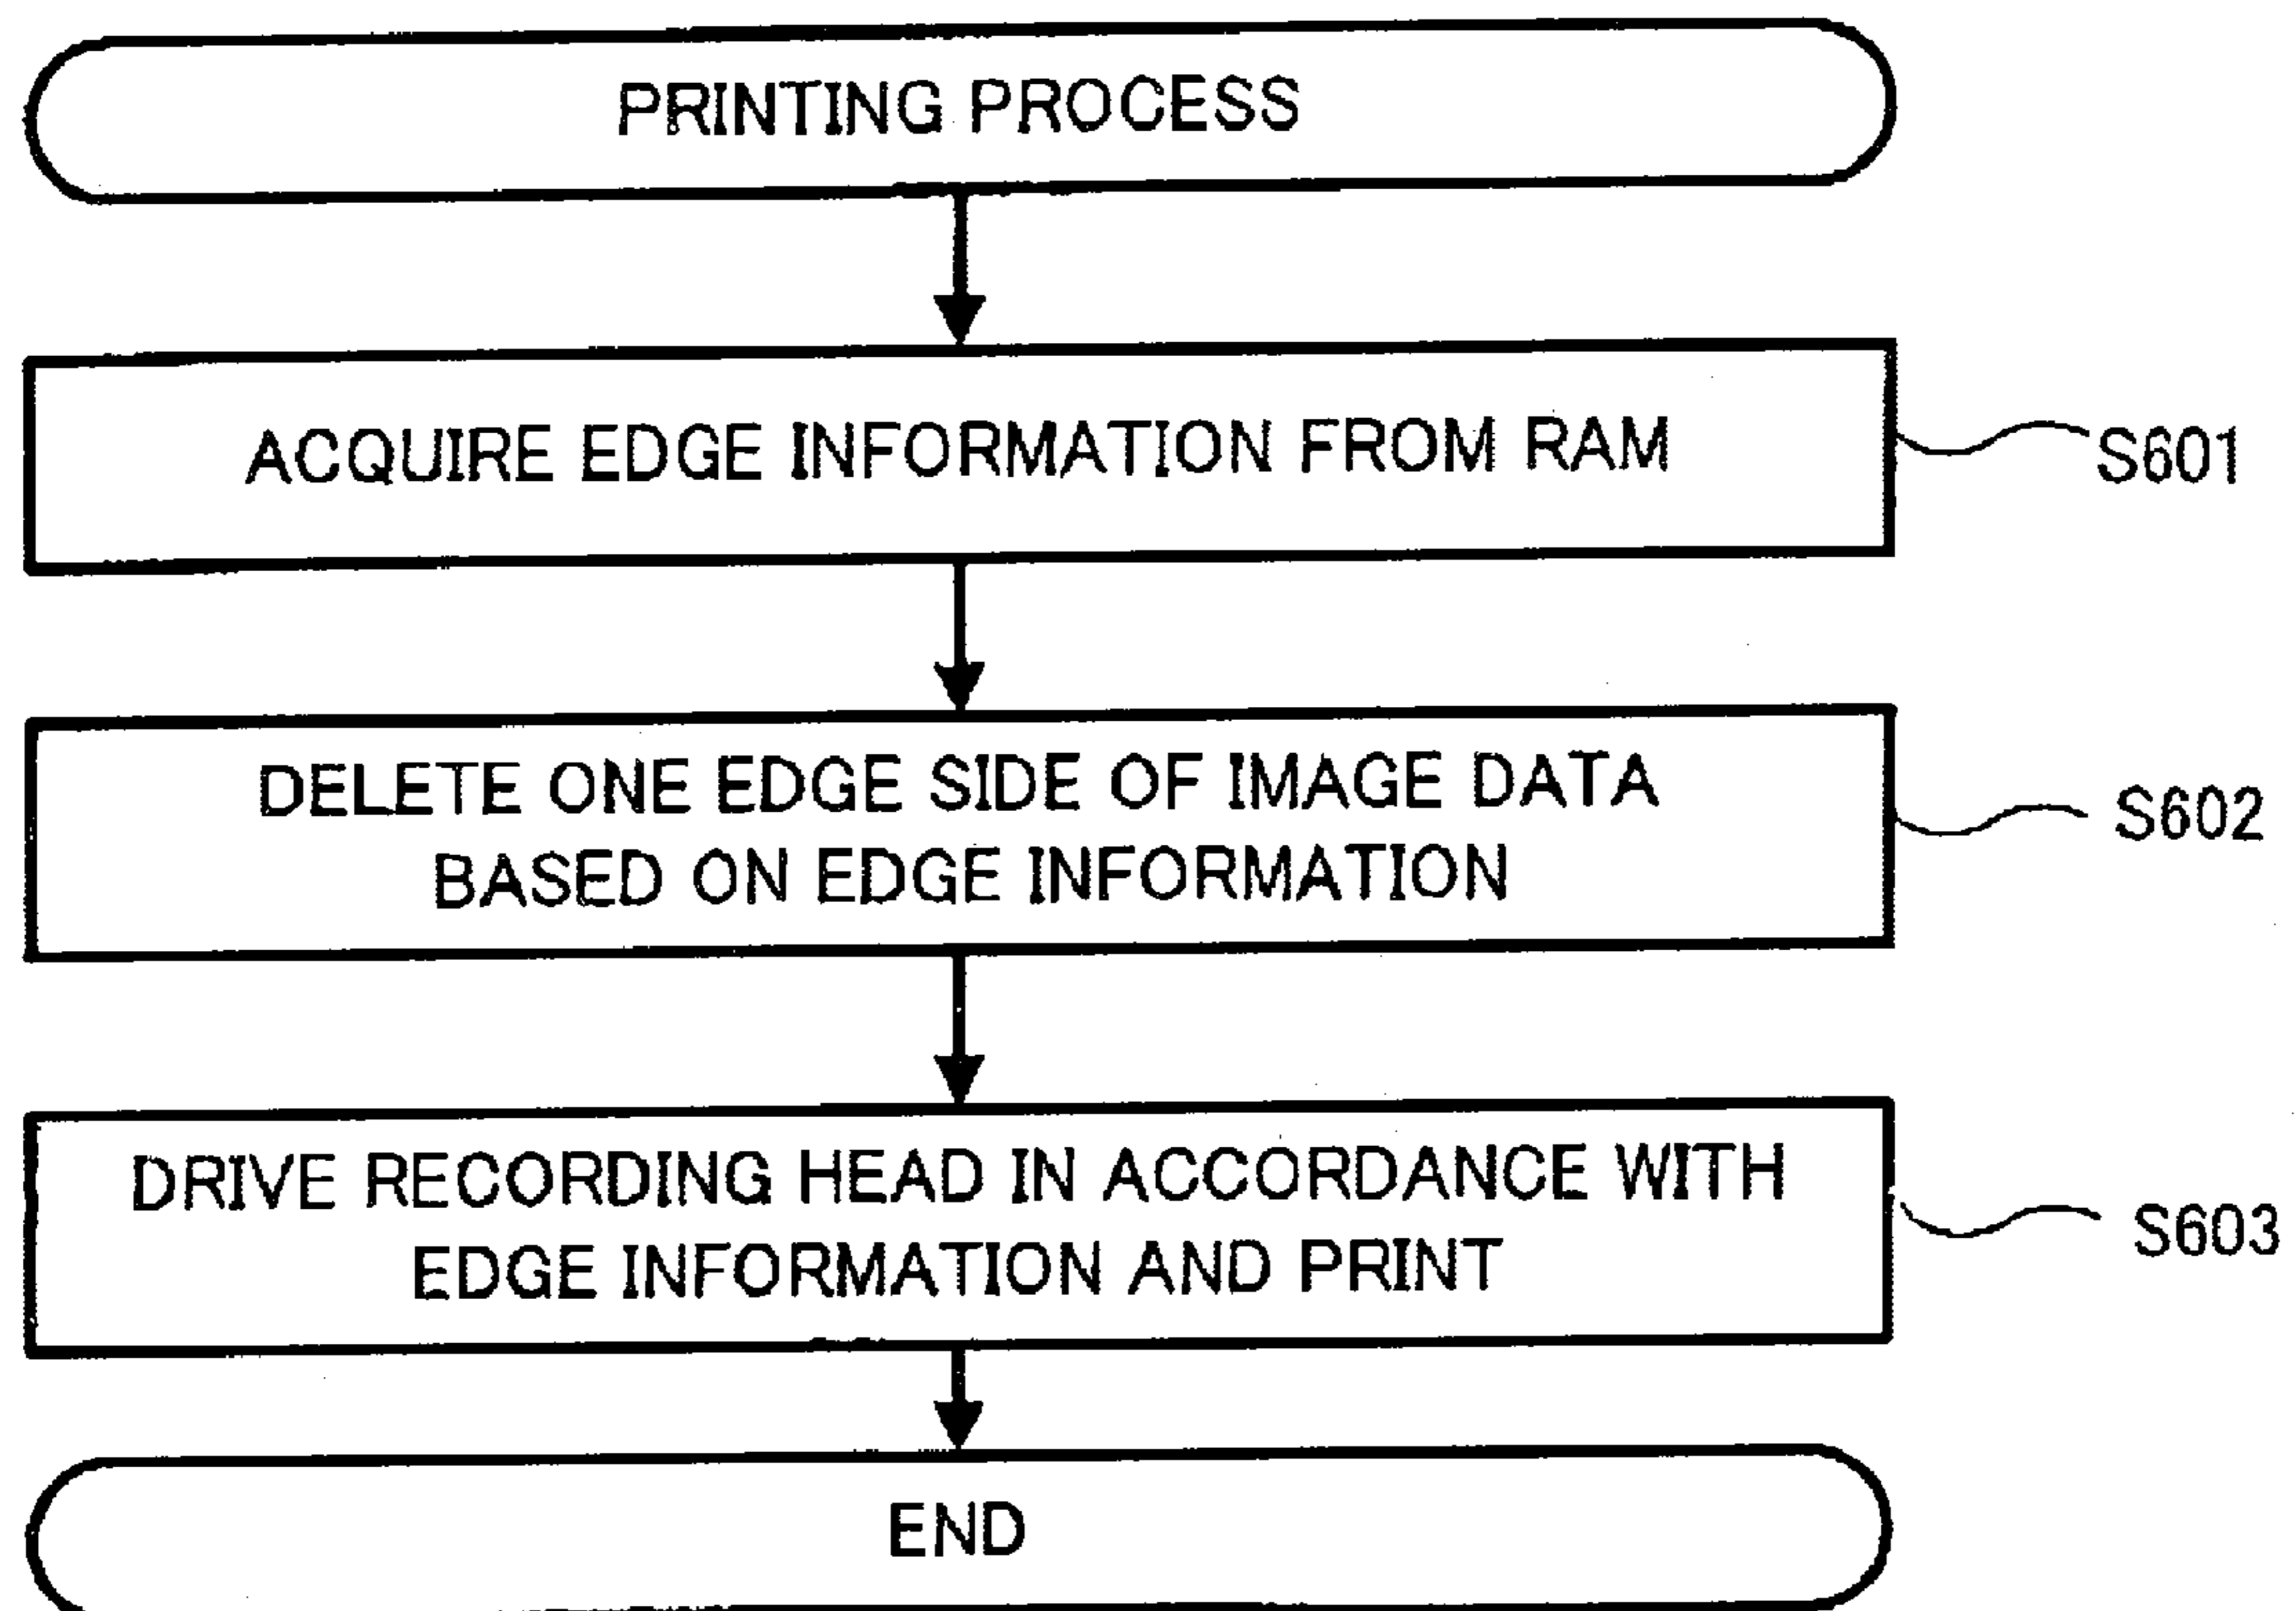 PRINTING PROCESS
ACQUIRE EDGE INFORMATION FROM RAM
S601
DELETE ONE EDGE SIDE OF IMAGE DATA
BASED ON EDGE INFORMATION
S602
DRIVE RECORDING HEAD IN ACCORDANCE WITH
EDGE INFORMATION AND PRINT
S603
END